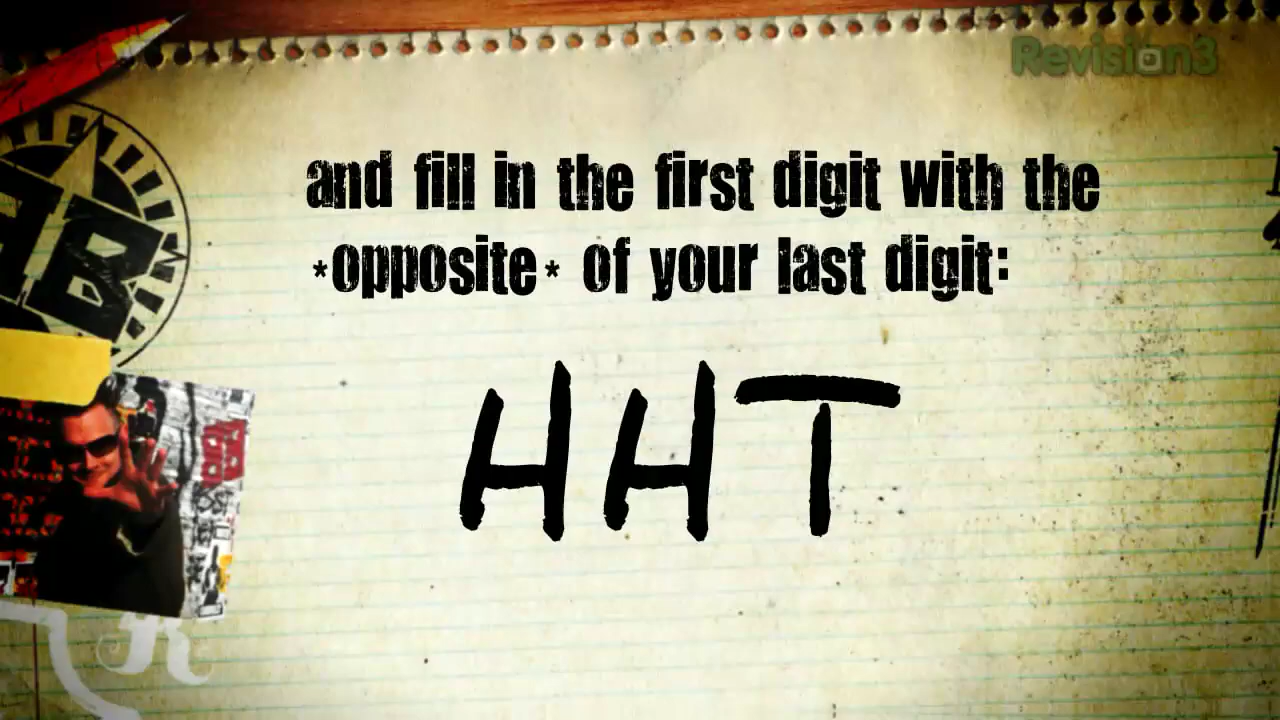 Revision3
and fill in the first digit with the
*opposite* of your last digit:
HHT